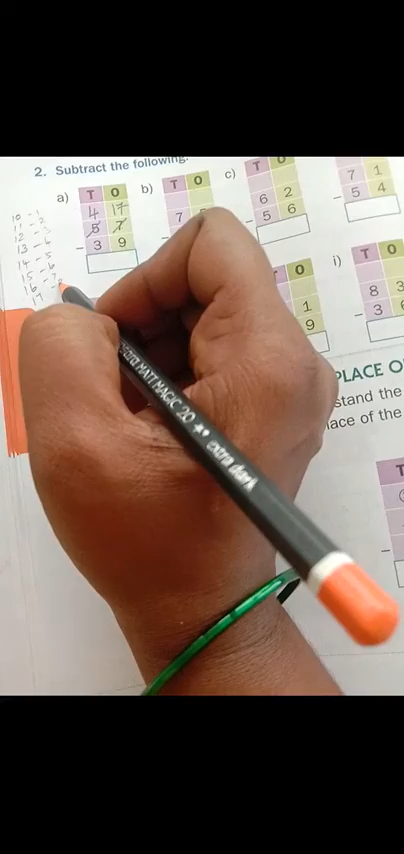 2. Subtract the following.
a) T O
4 17
5 7
- 3 9
b) T O
7
c) T O
6 2
- 5 6
7 1
- 5 4
O
1
9
i) T O
8 3
- 3 6
10 - 1
11 - 2
12 - 3
13 - 4
14 - 5
15 - 6
16 - 7
17 - 8
MATT MAGIC 20 extra dark
PLACE O
stand the
lace of the
T
-